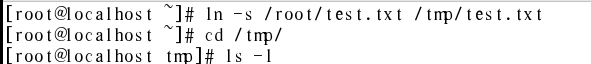 [root@localhost ~]# ln -s /root/test.txt /tmp/test.txt
[root@localhost ~]# cd /tmp/
[root@localhost tmp]# ls -l